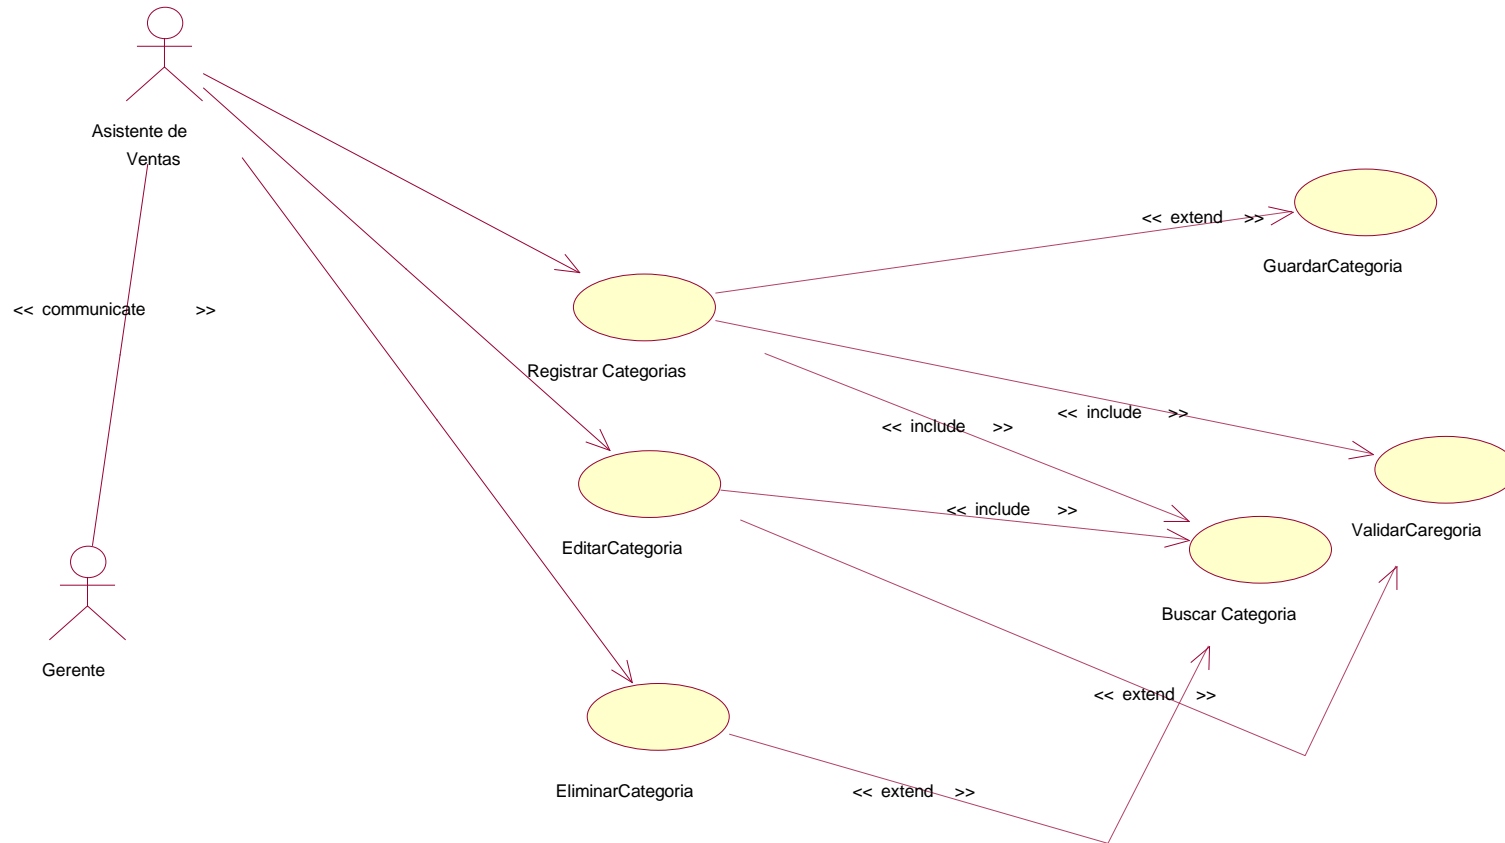 Asistente de
Ventas
<< extend >>
GuardarCategoria
<< communicate >>
Registrar Categorias
<< include >>
<< include >>
<< include >>
ValidarCaregoria
EditarCategoria
Buscar Categoria
Gerente
<< extend >>
EliminarCategoria
<< extend >>